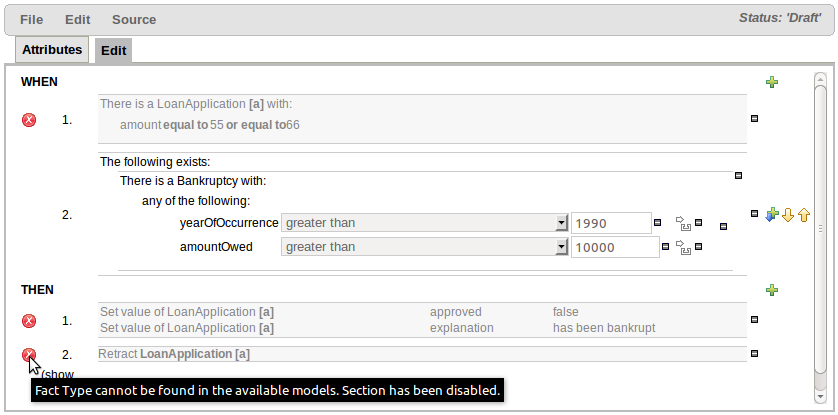 File Edit Source Status: 'Draft'
Attributes Edit
WHEN
There is a LoanApplication [a] with:
1.
amount equal to 55 or equal to66
The following exists:
There is a Bankruptcy with:
any of the following:
2.
yearOfOccurrence greater than 1990
amountOwed greater than 10000
THEN
1. Set value of LoanApplication [a] approved false
Set value of LoanApplication [a] explanation has been bankrupt
2. Retract LoanApplication [a]
(show
Fact Type cannot be found in the available models. Section has been disabled.